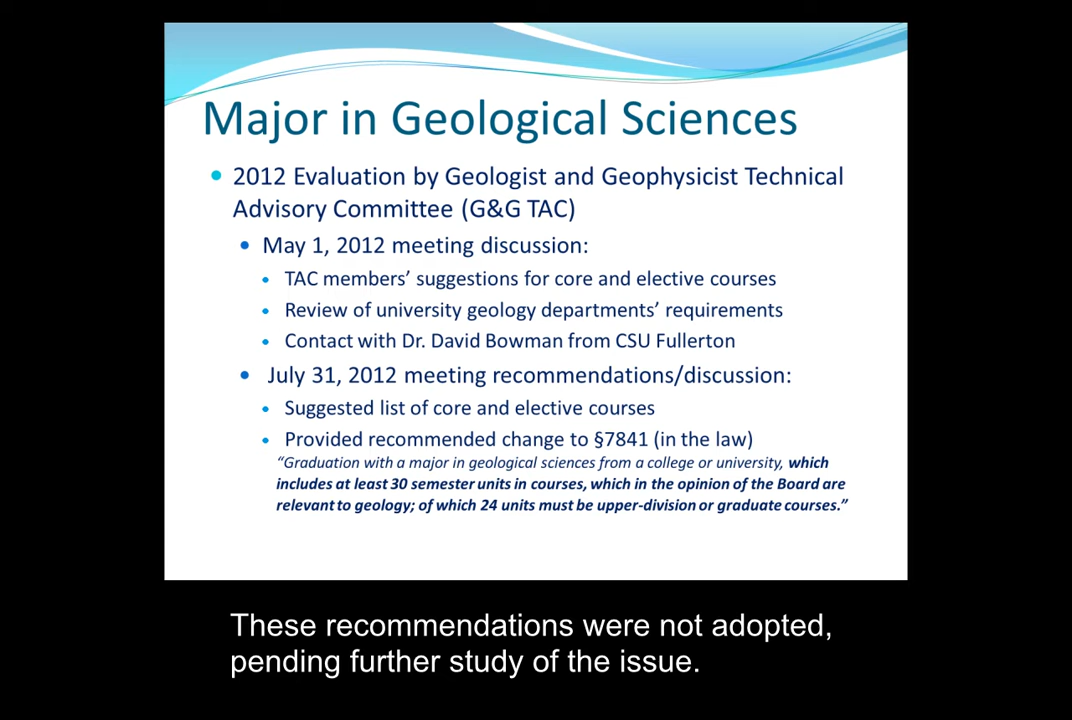 Major in Geological Sciences
2012 Evaluation by Geologist and Geophysicist Technical
Advisory Committee (G&G TAC)
May 1, 2012 meeting discussion:
TAC members’ suggestions for core and elective courses
Review of university geology departments’ requirements
Contact with Dr. David Bowman from CSU Fullerton
July 31, 2012 meeting recommendations/discussion:
Suggested list of core and elective courses
Provided recommended change to §7841 (in the law)
“Graduation with a major in geological sciences from a college or university, which
includes at least 30 semester units in courses, which in the opinion of the Board are
relevant to geology; of which 24 units must be upper-division or graduate courses.”
These recommendations were not adopted,
pending further study of the issue.